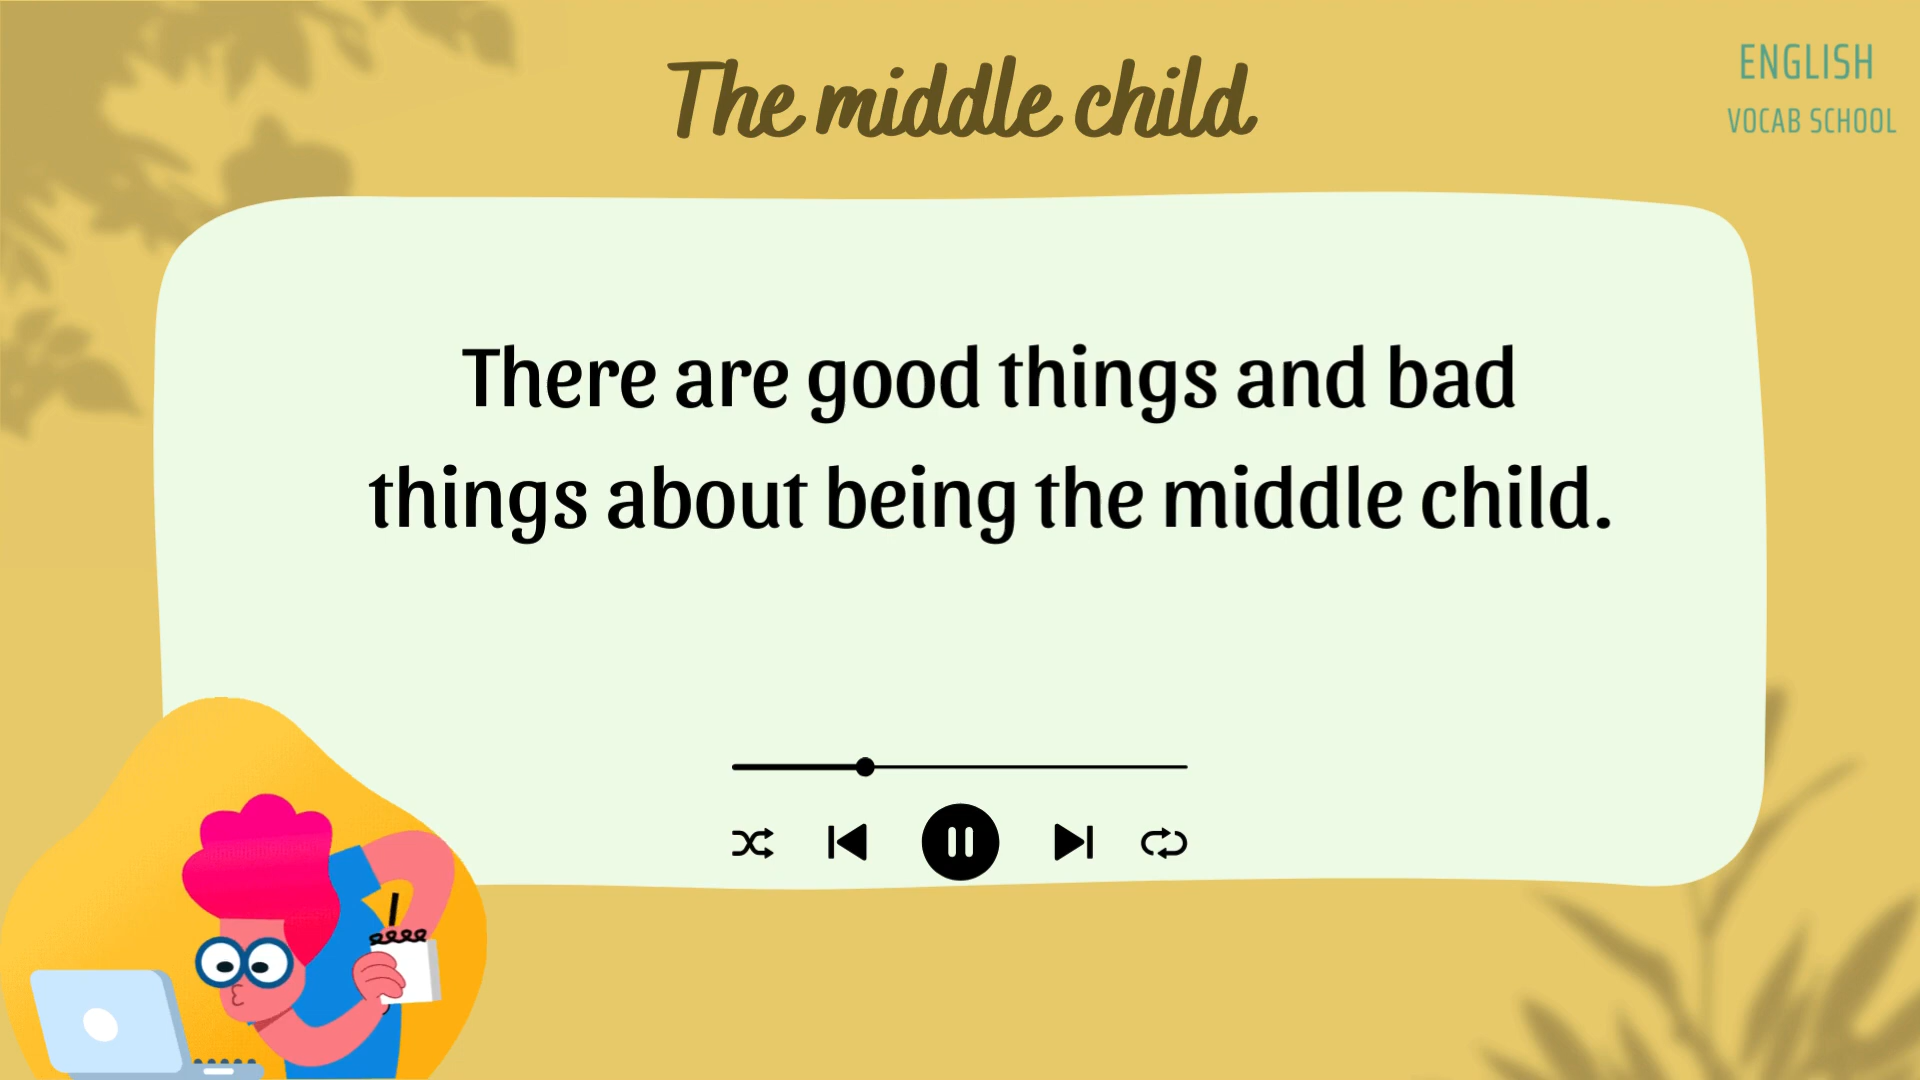 The middle child
ENGLISH
VOCAB SCHOOL
There are good things and bad
things about being the middle child.